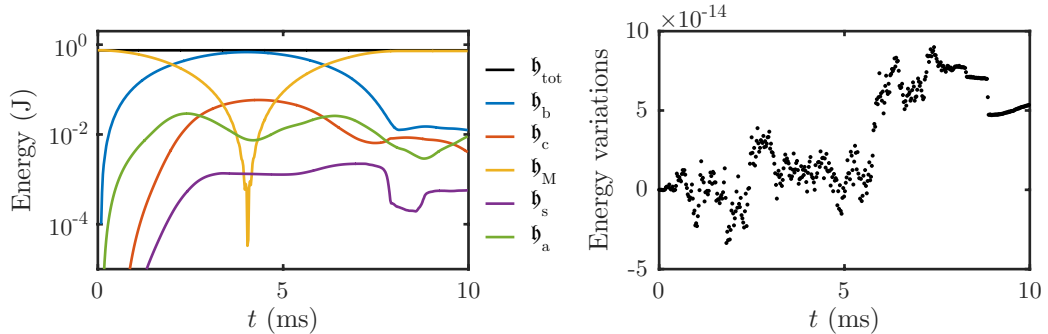 Energy (J)
10^0
10^-2
10^-4
0
5
10
t (ms)
𝔥_tot
𝔥_b
𝔥_c
𝔥_M
𝔥_s
𝔥_a
×10^-14
Energy variations
10
5
0
-5
0
5
10
t (ms)